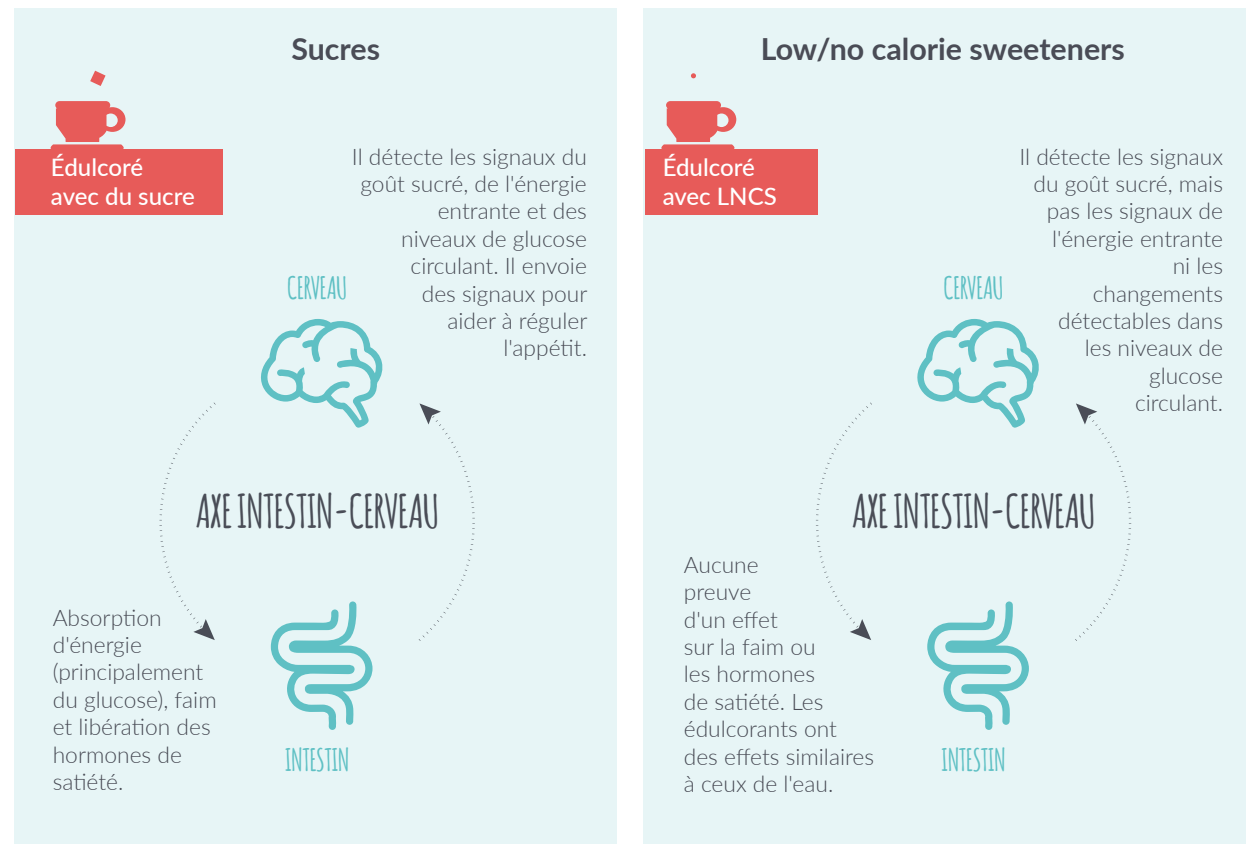 Sucres
Édulcoré
avec du sucre
Il détecte les signaux du
goût sucré, de l'énergie
entrante et des
niveaux de glucose
circulant. Il envoie
des signaux pour
aider à réguler
l'appétit.
CERVEAU
AXE INTESTIN-CERVEAU
Absorption
d'énergie
(principalement
du glucose), faim
et libération des
hormones de
satiété.
INTESTIN
Low/no calorie sweeteners
Édulcoré
avec LNCS
Il détecte les signaux
du goût sucré, mais
pas les signaux de
l'énergie entrante
ni les
changements
détectables dans
les niveaux de
glucose
circulant.
CERVEAU
AXE INTESTIN-CERVEAU
Aucune
preuve
d'un effet
sur la faim ou
les hormones
de satiété. Les
édulcorants ont
des effets similaires
à ceux de l'eau.
INTESTIN